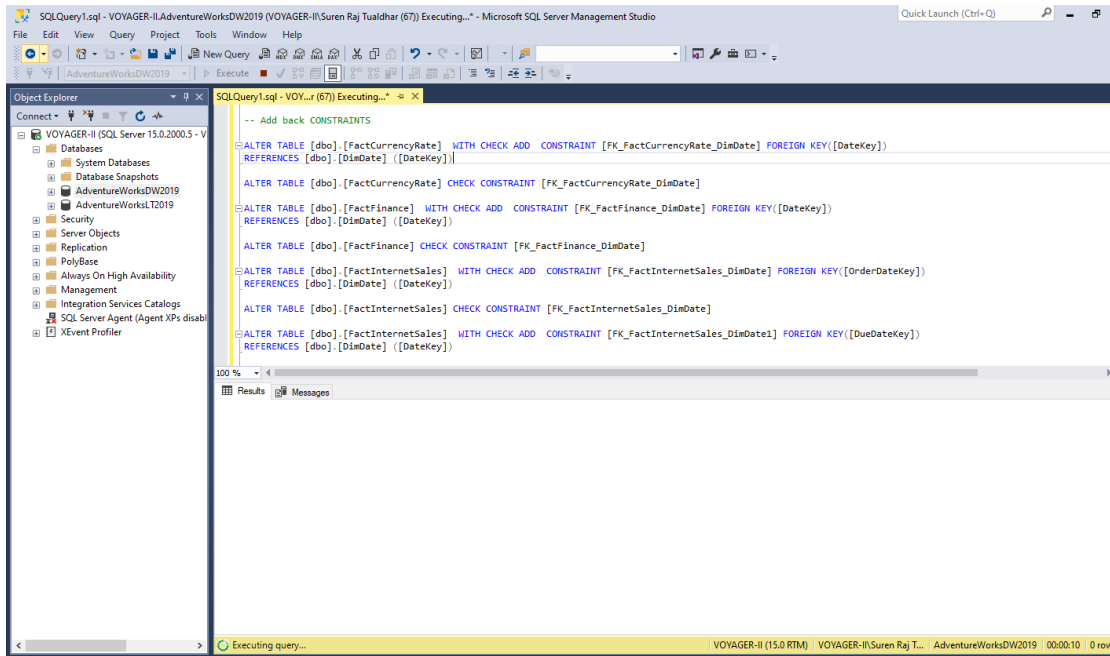 SQLQuery1.sql - VOYAGER-II.AdventureWorksDW2019 (VOYAGER-II\Suren Raj Tualdhar (67)) Executing...* - Microsoft SQL Server Management Studio
Quick Launch (Ctrl+Q)
File Edit View Query Project Tools Window Help
New Query
AdventureWorksDW2019
Execute
Object Explorer
SQLQuery1.sql - VOY...r (67)) Executing...*
Connect
VOYAGER-II (SQL Server 15.0.2000.5 - V
Databases
System Databases
Database Snapshots
AdventureWorksDW2019
AdventureWorksLT2019
Security
Server Objects
Replication
PolyBase
Always On High Availability
Management
Integration Services Catalogs
SQL Server Agent (Agent XPs disabl
XEvent Profiler
-- Add back CONSTRAINTS
ALTER TABLE [dbo].[FactCurrencyRate]  WITH CHECK ADD  CONSTRAINT [FK_FactCurrencyRate_DimDate] FOREIGN KEY([DateKey])
REFERENCES [dbo].[DimDate] ([DateKey])
ALTER TABLE [dbo].[FactCurrencyRate] CHECK CONSTRAINT [FK_FactCurrencyRate_DimDate]
ALTER TABLE [dbo].[FactFinance]  WITH CHECK ADD  CONSTRAINT [FK_FactFinance_DimDate] FOREIGN KEY([DateKey])
REFERENCES [dbo].[DimDate] ([DateKey])
ALTER TABLE [dbo].[FactFinance] CHECK CONSTRAINT [FK_FactFinance_DimDate]
ALTER TABLE [dbo].[FactInternetSales]  WITH CHECK ADD  CONSTRAINT [FK_FactInternetSales_DimDate] FOREIGN KEY([OrderDateKey])
REFERENCES [dbo].[DimDate] ([DateKey])
ALTER TABLE [dbo].[FactInternetSales] CHECK CONSTRAINT [FK_FactInternetSales_DimDate]
ALTER TABLE [dbo].[FactInternetSales]  WITH CHECK ADD  CONSTRAINT [FK_FactInternetSales_DimDate1] FOREIGN KEY([DueDateKey])
REFERENCES [dbo].[DimDate] ([DateKey])
100 %
Results Messages
Executing query...
VOYAGER-II (15.0 RTM) VOYAGER-II\Suren Raj T... AdventureWorksDW2019 00:00:10 0 rov